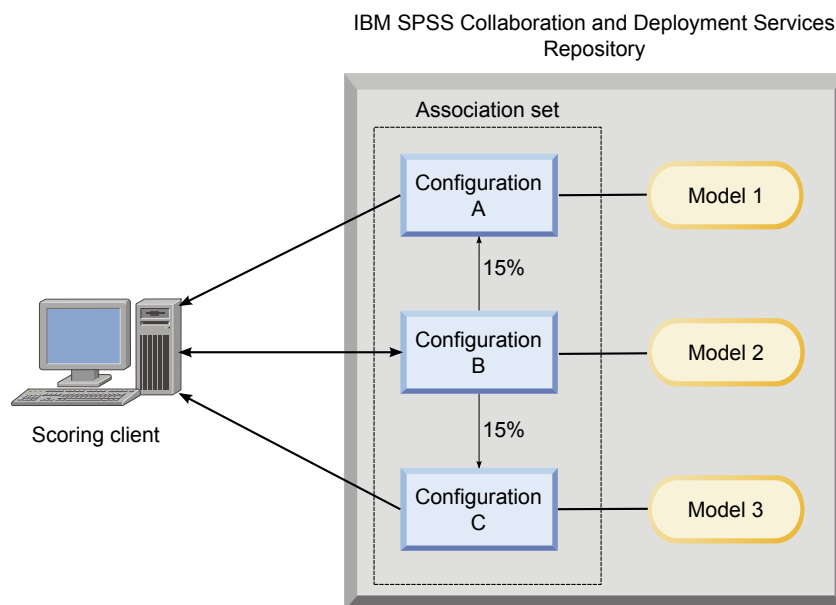 IBM SPSS Collaboration and Deployment Services
Repository
Association set
Configuration
A
Model 1
15%
Configuration
B
Model 2
Scoring client
15%
Configuration
C
Model 3